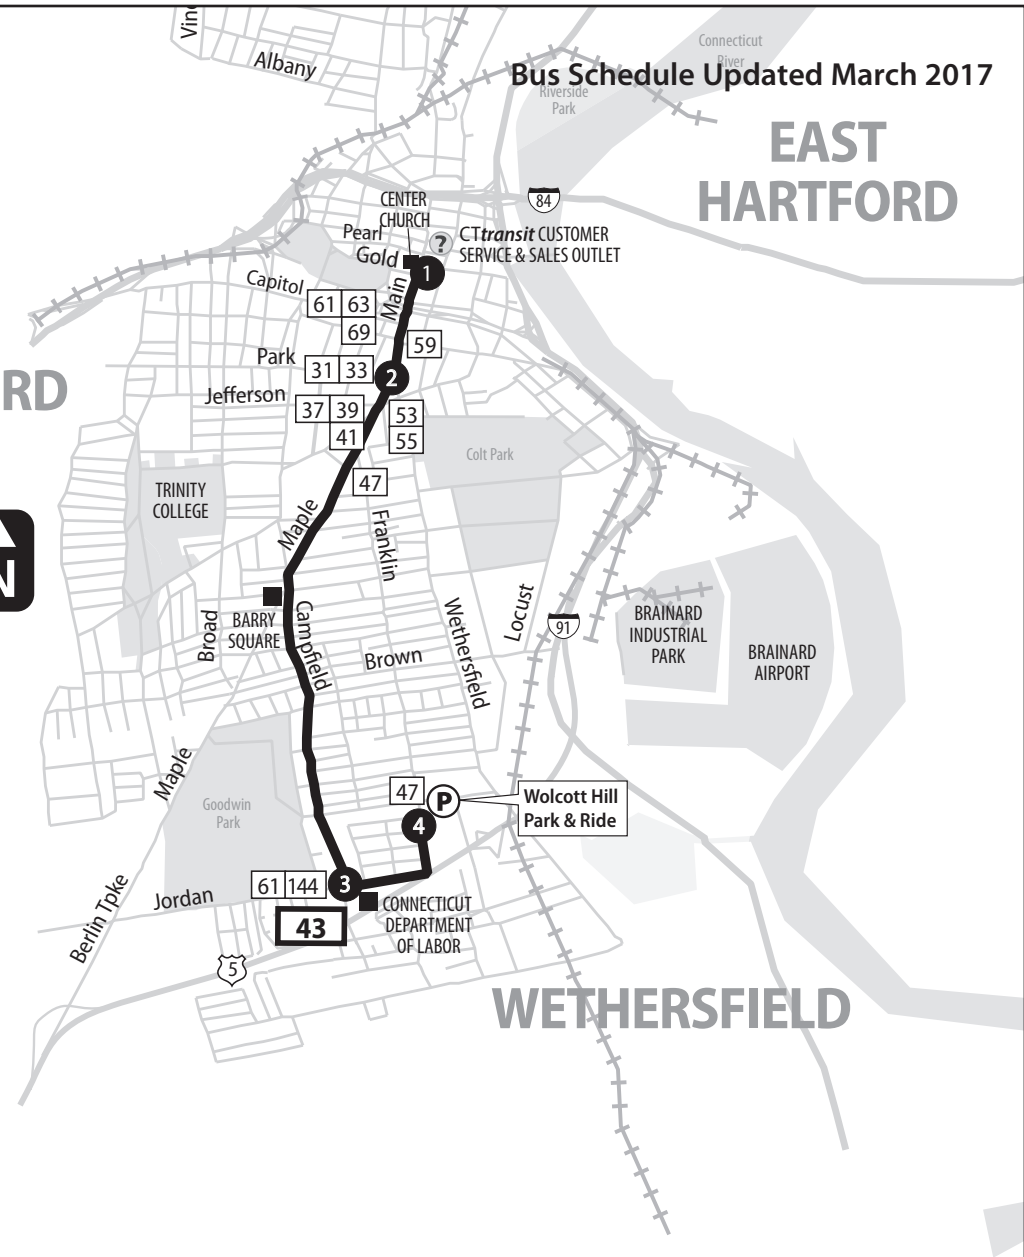 Vine
Albany
Connecticut
River
Bus Schedule Updated March 2017
Riverside
Park
EAST
HARTFORD
84
CENTER
CHURCH
Pearl
Gold
?
CTtransit CUSTOMER
SERVICE & SALES OUTLET
1
Capitol
Main
61 63
69
59
Park
31 33
2
RD
Jefferson
37 39
41
53
55
Colt Park
47
TRINITY
COLLEGE
Maple
Franklin
N
BARRY
SQUARE
Broad
Campfield
Brown
Wethersfield
Locust
91
BRAINARD
INDUSTRIAL
PARK
BRAINARD
AIRPORT
Maple
Goodwin
Park
47
P
Wolcott Hill
Park & Ride
4
61 144
3
43
Jordan
Berlin Tpke
CONNECTICUT
DEPARTMENT
OF LABOR
5
WETHERSFIELD